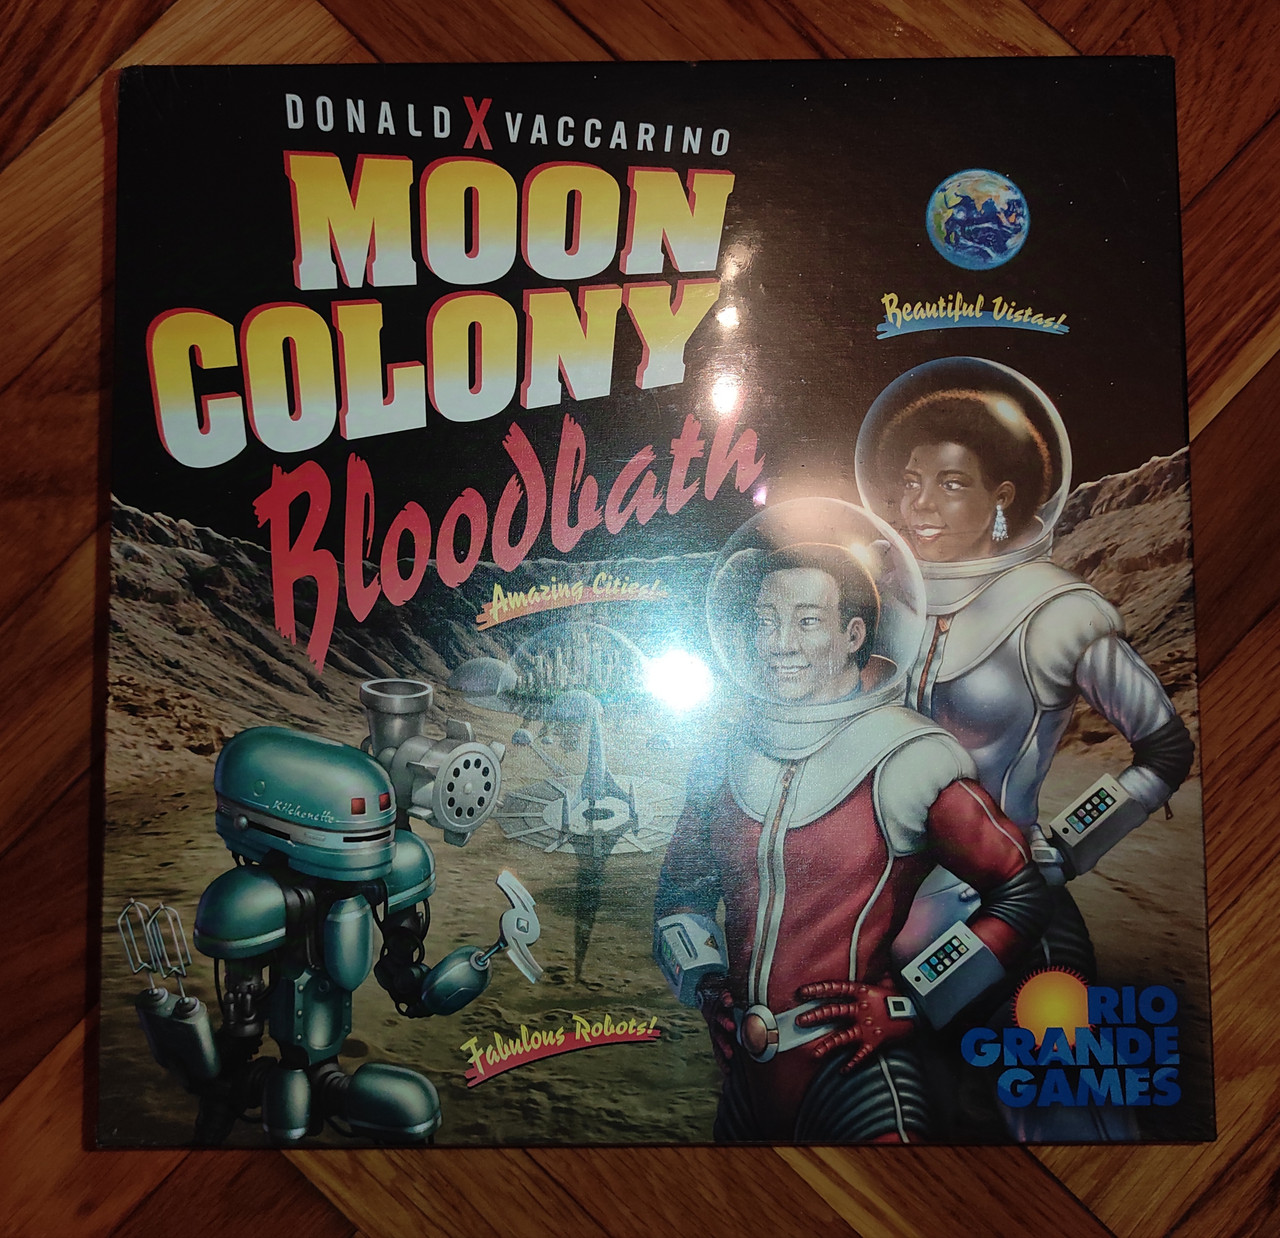 DONALD X VACCARINO
MOON
COLONY
Bloodbath
Beautiful Vistas!
Amazing Cities!
Kitchenette
Fabulous Robots!
RIO
GRANDE
GAMES